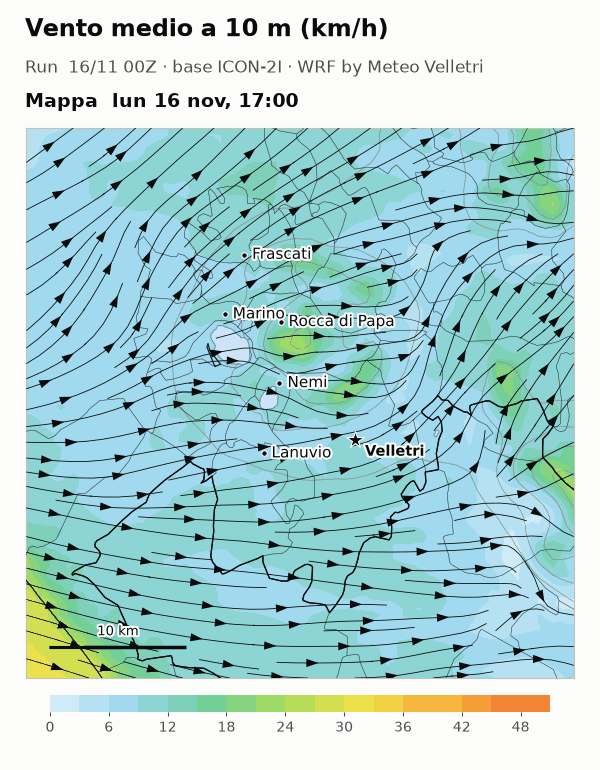 Vento medio a 10 m (km/h)
Run  16/11 00Z · base ICON-2I · WRF by Meteo Velletri
Mappa  lun 16 nov, 17:00
Frascati
Marino
Rocca di Papa
Nemi
Velletri
Lanuvio
10 km
0 6 12 18 24 30 36 42 48